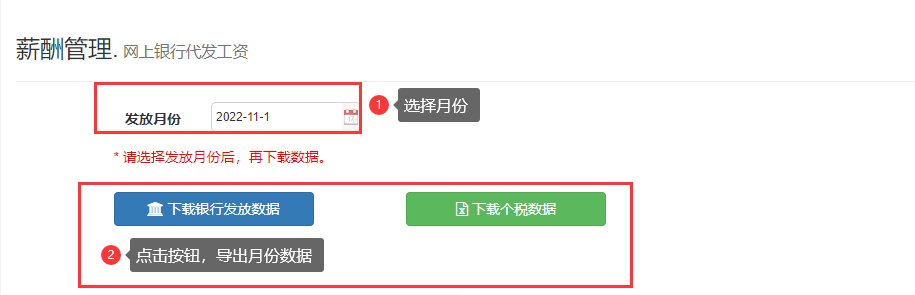 薪酬管理. 网上银行代发工资
发放月份 2022-11-1 1 选择月份
* 请选择发放月份后，再下载数据。
下载银行发放数据 下载个税数据
2 点击按钮，导出月份数据